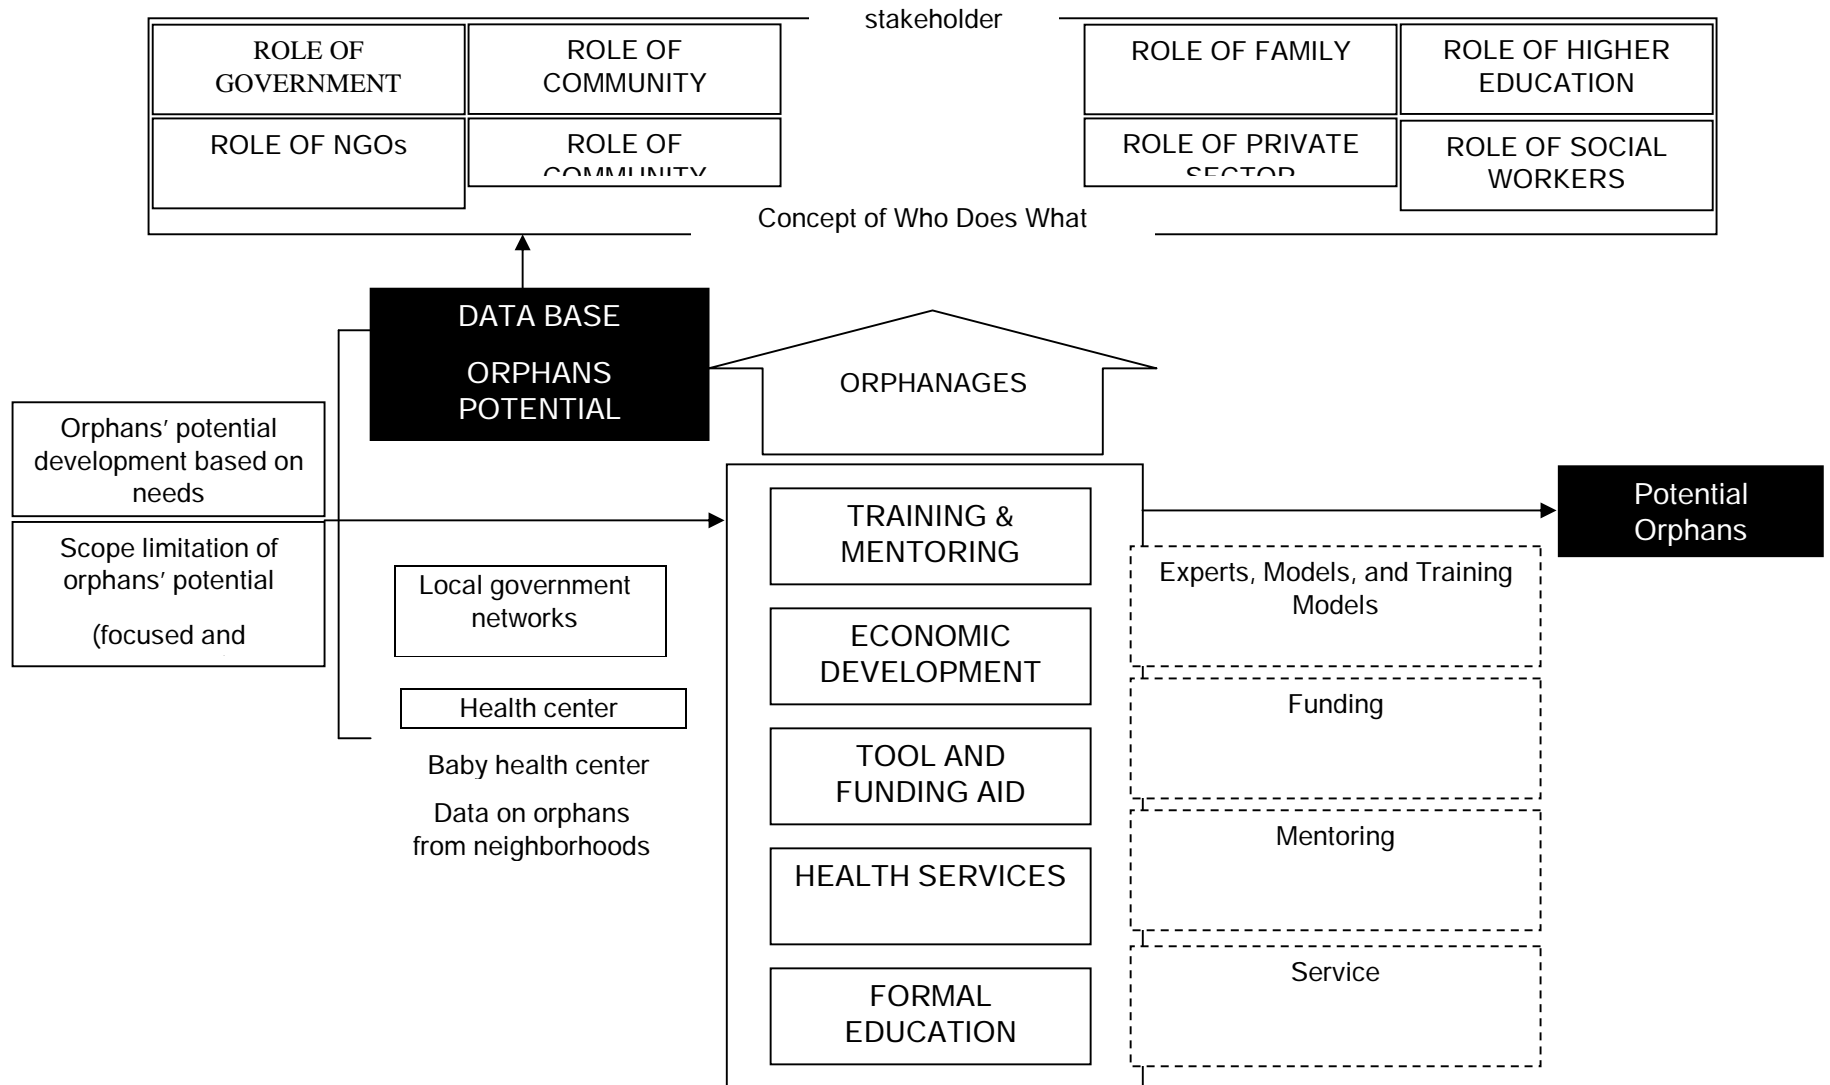 stakeholder
ROLE OF
GOVERNMENT
ROLE OF
COMMUNITY
ROLE OF FAMILY
ROLE OF HIGHER
EDUCATION
ROLE OF NGOs
ROLE OF
COMMUNITY
ROLE OF PRIVATE
SECTOR
ROLE OF SOCIAL
WORKERS
Concept of Who Does What
DATA BASE
ORPHANS
POTENTIAL
ORPHANAGES
Orphans’ potential
development based on
needs
Scope limitation of
orphans’ potential
(focused and
Local government
networks
Health center
Baby health center
Data on orphans
from neighborhoods
TRAINING &
MENTORING
ECONOMIC
DEVELOPMENT
TOOL AND
FUNDING AID
HEALTH SERVICES
FORMAL
EDUCATION
Experts, Models, and Training
Models
Funding
Mentoring
Service
Potential
Orphans